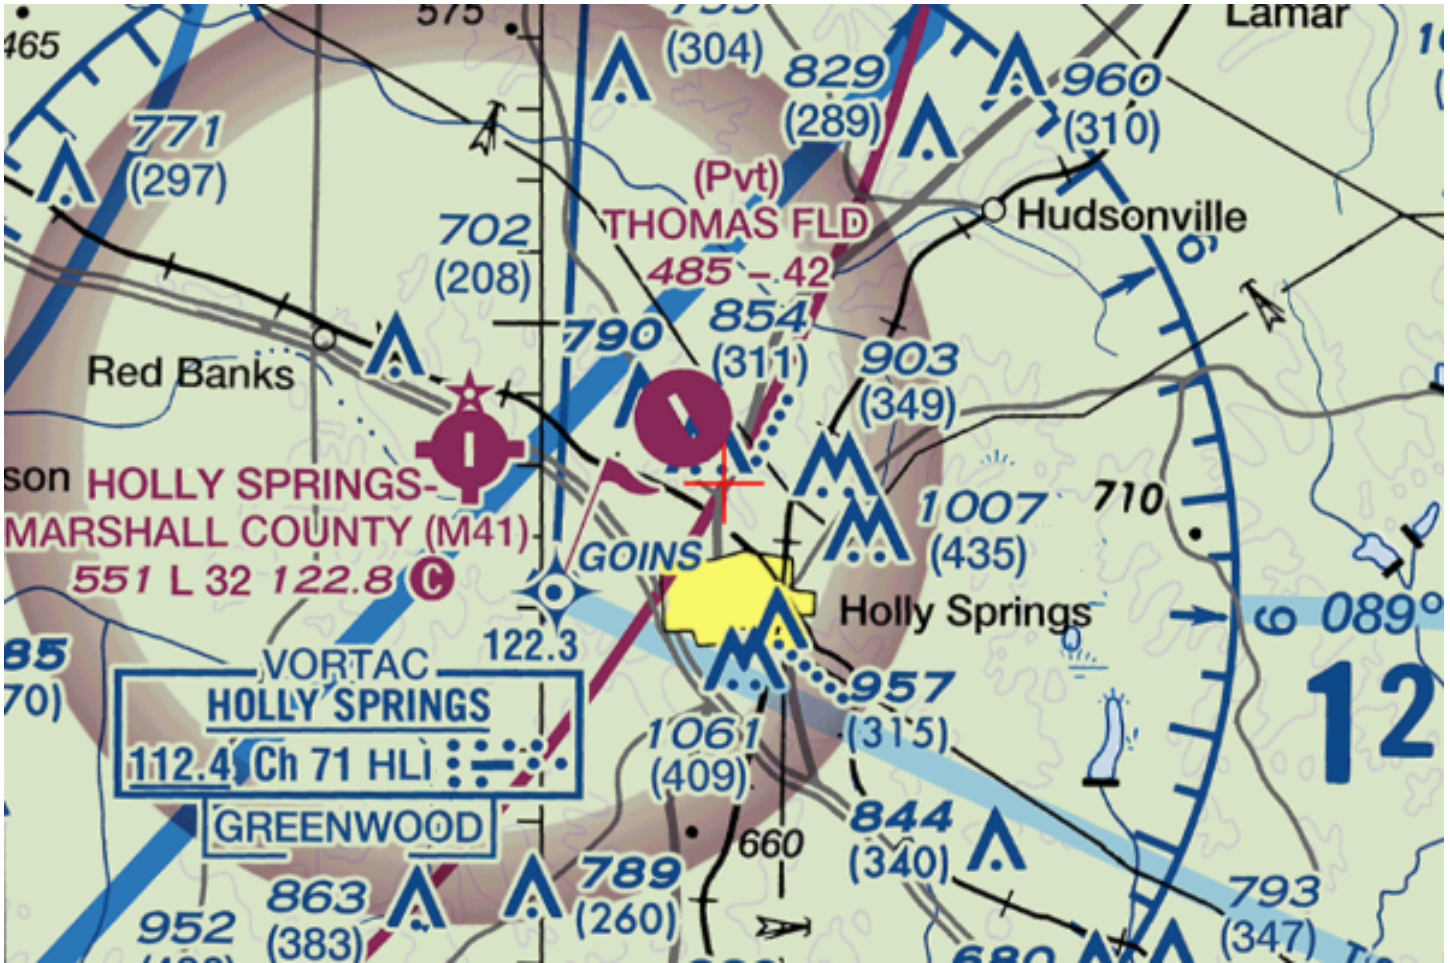 575
465
(304)
829
(289)
960
(310)
Lamar
771
(297)
(Pvt)
THOMAS FLD
485 - 42
Hudsonville
702
(208)
790
854
(311)
903
(349)
6
Red Banks
son
HOLLY SPRINGS-
MARSHALL COUNTY (M41)
551 L 32 122.8 C
1007
(435)
710
GOINS
122.3
Holly Springs
9
089°
12
85
70)
VORTAC
HOLLY SPRINGS
112.4 Ch 71 HLI
GREENWOOD
957
(315)
1061
(409)
660
844
(340)
789
(260)
863
(383)
952
793
(347)
680